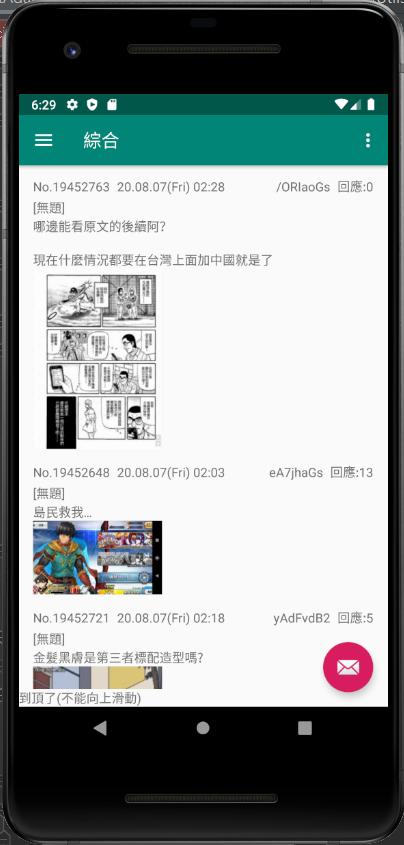 6:29
綜合
No.19452763 20.08.07(Fri) 02:28 /ORIaoGs 回應:0
[無題]
哪邊能看原文的後續阿?
現在什麼情況都要在台灣上面加中國就是了
No.19452648 20.08.07(Fri) 02:03 eA7jhaGs 回應:13
[無題]
島民救我...
No.19452721 20.08.07(Fri) 02:18 yAdFvdB2 回應:5
[無題]
金髮黑膚是第三者標配造型嗎?
到頂了(不能向上滑動)